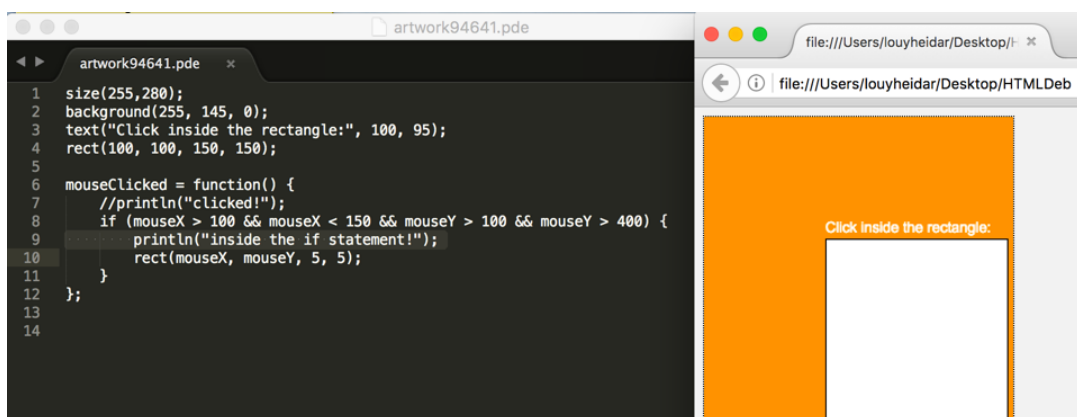 artwork94641.pde
artwork94641.pde ×
1 size(255,280);
2 background(255, 145, 0);
3 text("Click inside the rectangle:", 100, 95);
4 rect(100, 100, 150, 150);
5
6 mouseClicked = function() {
7 //println("clicked!");
8 if (mouseX > 100 && mouseX < 150 && mouseY > 100 && mouseY > 400) {
9 println("inside the if statement!");
10 rect(mouseX, mouseY, 5, 5);
11 }
12 };
13
14
file:///Users/louyheidar/Desktop/H ×
file:///Users/louyheidar/Desktop/HTMLDeb
Click inside the rectangle: